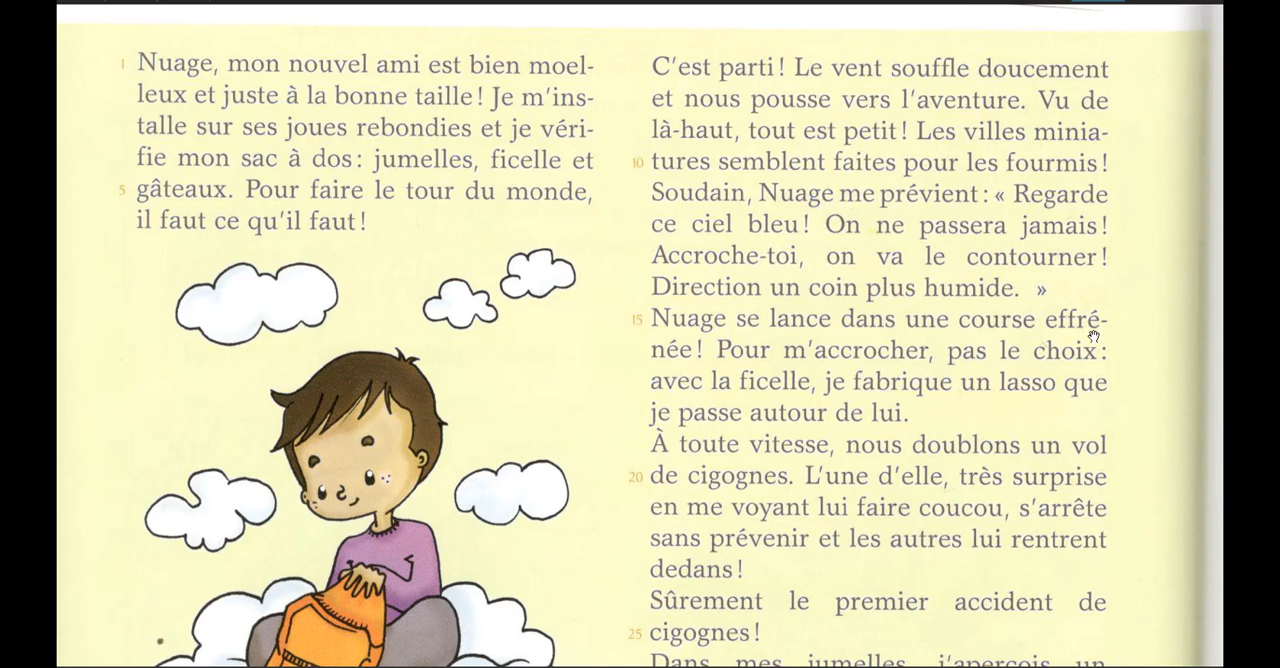 1 Nuage, mon nouvel ami est bien moel-
leux et juste à la bonne taille ! Je m'ins-
talle sur ses joues rebondies et je véri-
fie mon sac à dos : jumelles, ficelle et
5 gâteaux. Pour faire le tour du monde,
il faut ce qu'il faut !
C'est parti ! Le vent souffle doucement
et nous pousse vers l'aventure. Vu de
là-haut, tout est petit ! Les villes minia-
10 tures semblent faites pour les fourmis !
Soudain, Nuage me prévient : « Regarde
ce ciel bleu ! On ne passera jamais !
Accroche-toi, on va le contourner !
Direction un coin plus humide. »
15 Nuage se lance dans une course effré-
née ! Pour m'accrocher, pas le choix :
avec la ficelle, je fabrique un lasso que
je passe autour de lui.
À toute vitesse, nous doublons un vol
20 de cigognes. L'une d'elle, très surprise
en me voyant lui faire coucou, s'arrête
sans prévenir et les autres lui rentrent
dedans !
Sûrement le premier accident de
25 cigognes !
Dans mes jumelles, j'aperçois un